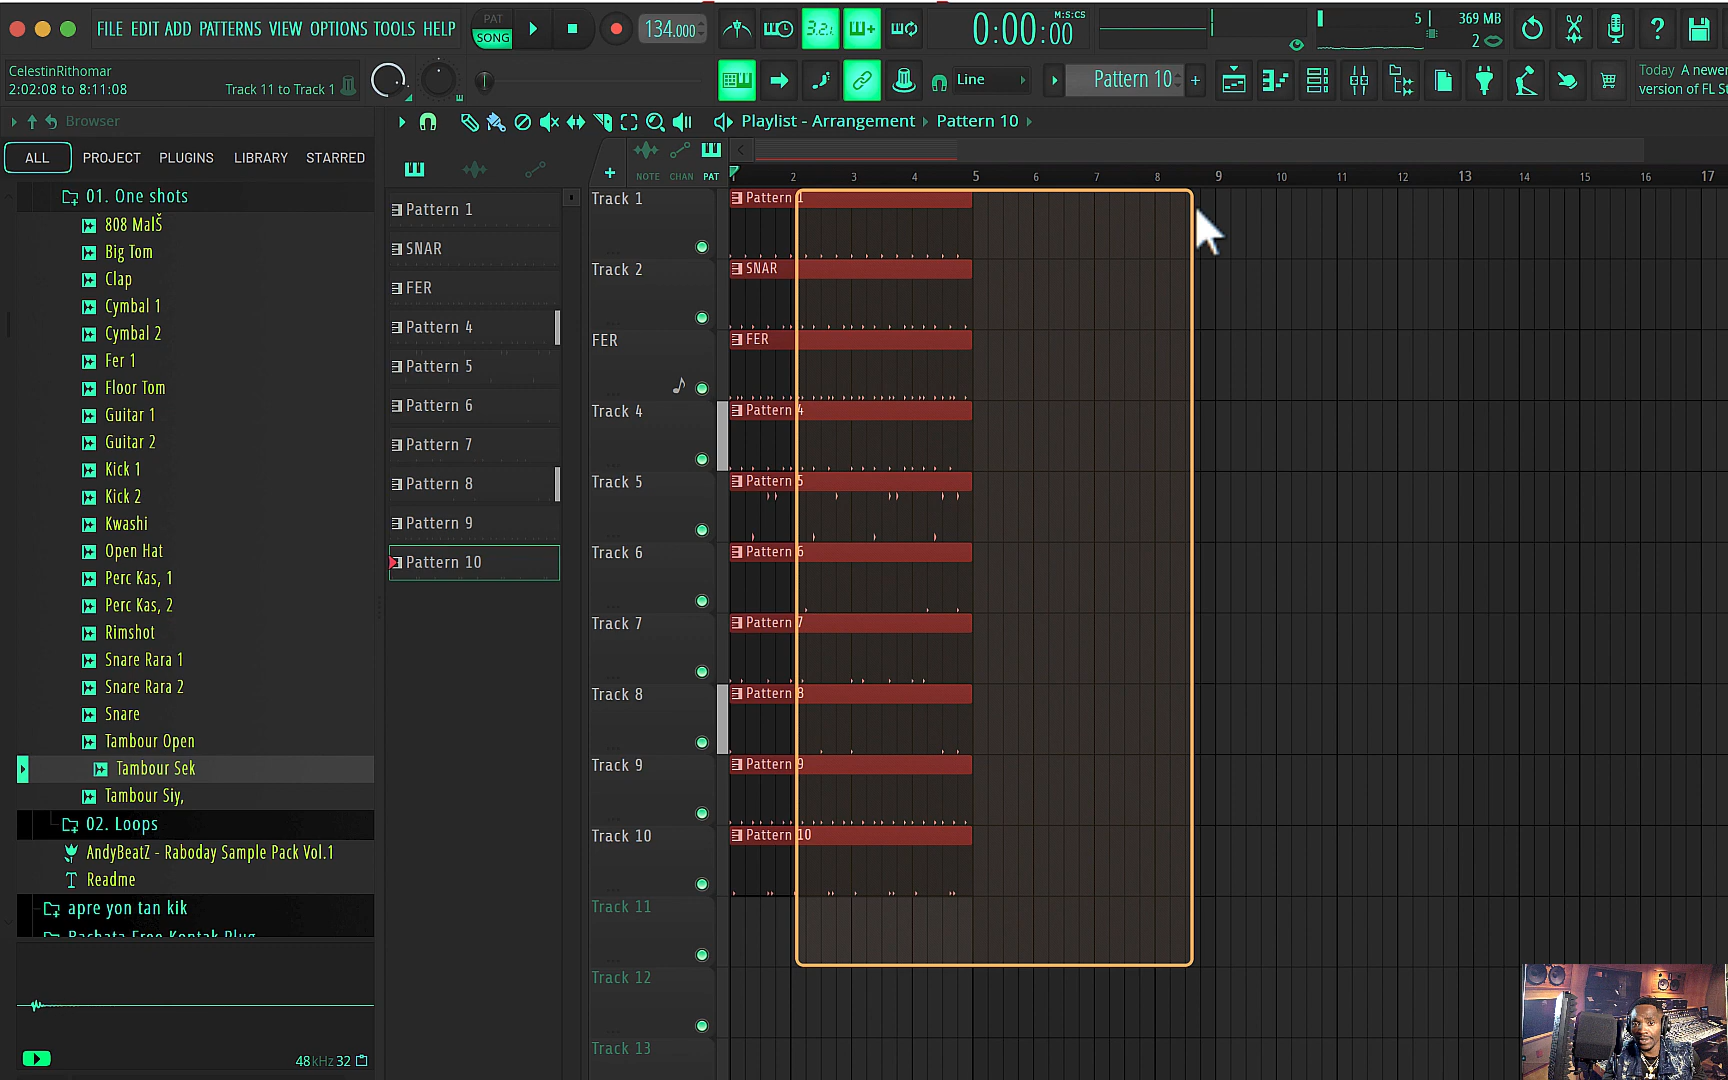 FILE EDIT ADD PATTERNS VIEW OPTIONS TOOLS HELP
PAT
SONG
134.000
3.2.1
0:00:00
M:S:CS
5
369 MB
2
CelestinRithomar
2:02:08 to 8:11:08
Track 11 to Track 1
Line
Pattern 10
Today A newer
version of FL St
Browser
Playlist - Arrangement
Pattern 10
ALL
PROJECT
PLUGINS
LIBRARY
STARRED
NOTE
CHAN
PAT
1 2 3 4 5 6 7 8 9 10 11 12 13 14 15 16 17
01. One shots
808 MalŠ
Big Tom
Clap
Cymbal 1
Cymbal 2
Fer 1
Floor Tom
Guitar 1
Guitar 2
Kick 1
Kick 2
Kwashi
Open Hat
Perc Kas, 1
Perc Kas, 2
Rimshot
Snare Rara 1
Snare Rara 2
Snare
Tambour Open
Tambour Sek
Tambour Siy,
02. Loops
AndyBeatZ - Raboday Sample Pack Vol.1
Readme
apre yon tan kik
48kHz 32
Pattern 1
SNAR
FER
Pattern 4
Pattern 5
Pattern 6
Pattern 7
Pattern 8
Pattern 9
Pattern 10
Track 1
Pattern 1
Track 2
SNAR
FER
FER
Track 4
Pattern 4
Track 5
Pattern 5
Track 6
Pattern 6
Track 7
Pattern 7
Track 8
Pattern 8
Track 9
Pattern 9
Track 10
Pattern 10
Track 11
Track 12
Track 13